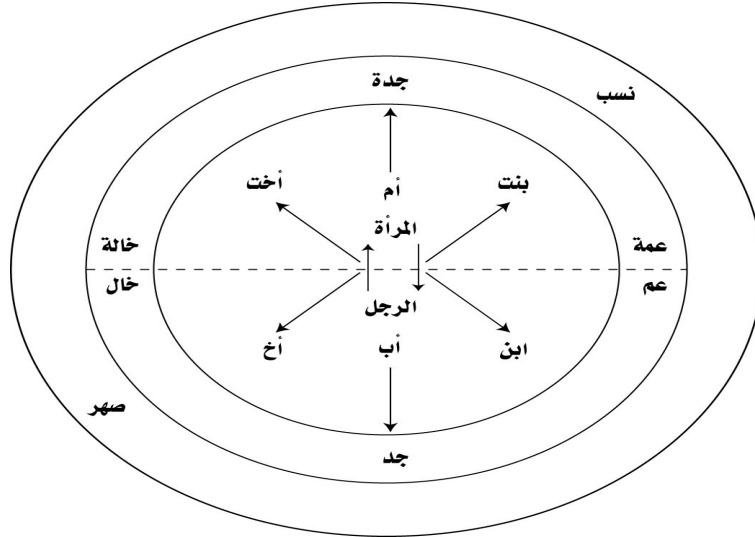 جدة
نسب
بنت
أم
أخت
المرأة
عمة
خالة
عم
خال
الرجل
ابن
أب
أخ
صهر
جد